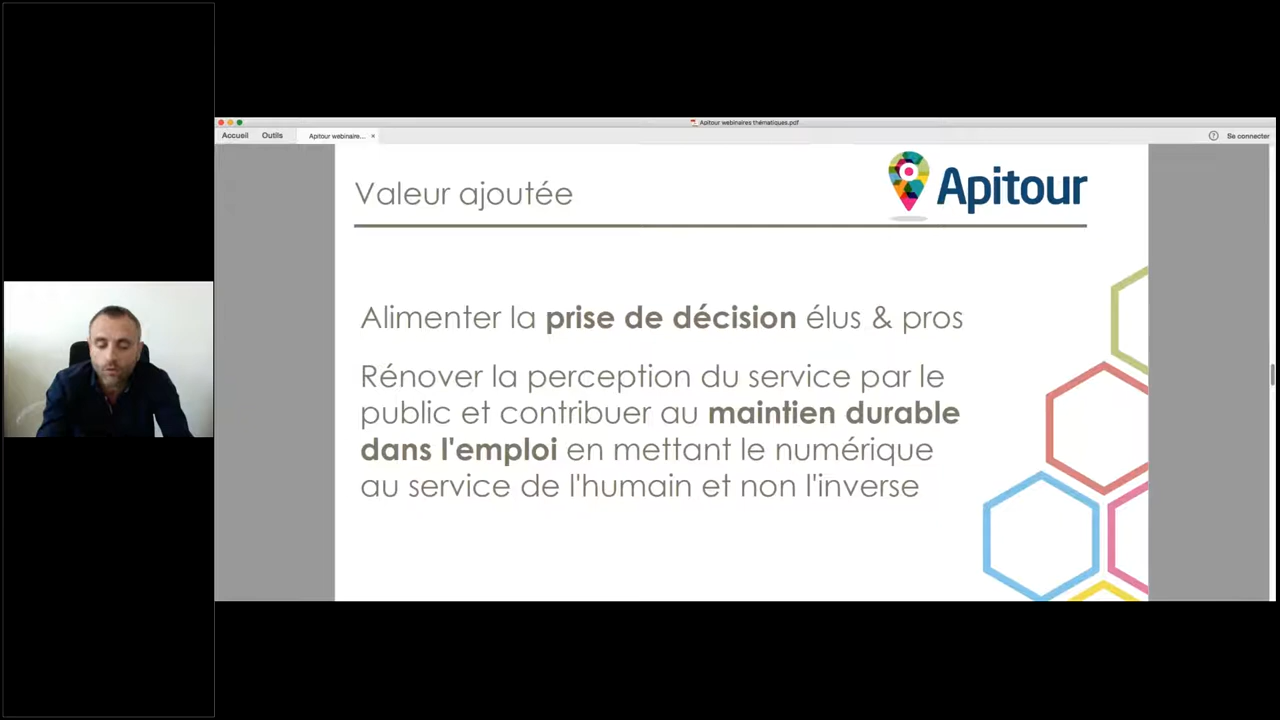 Apitour webinaires thématiques.pdf
Accueil Outils Apitour webinaire... × ? Se connecter
Valeur ajoutée
Apitour
Alimenter la prise de décision élus & pros
Rénover la perception du service par le
public et contribuer au maintien durable
dans l'emploi en mettant le numérique
au service de l'humain et non l'inverse